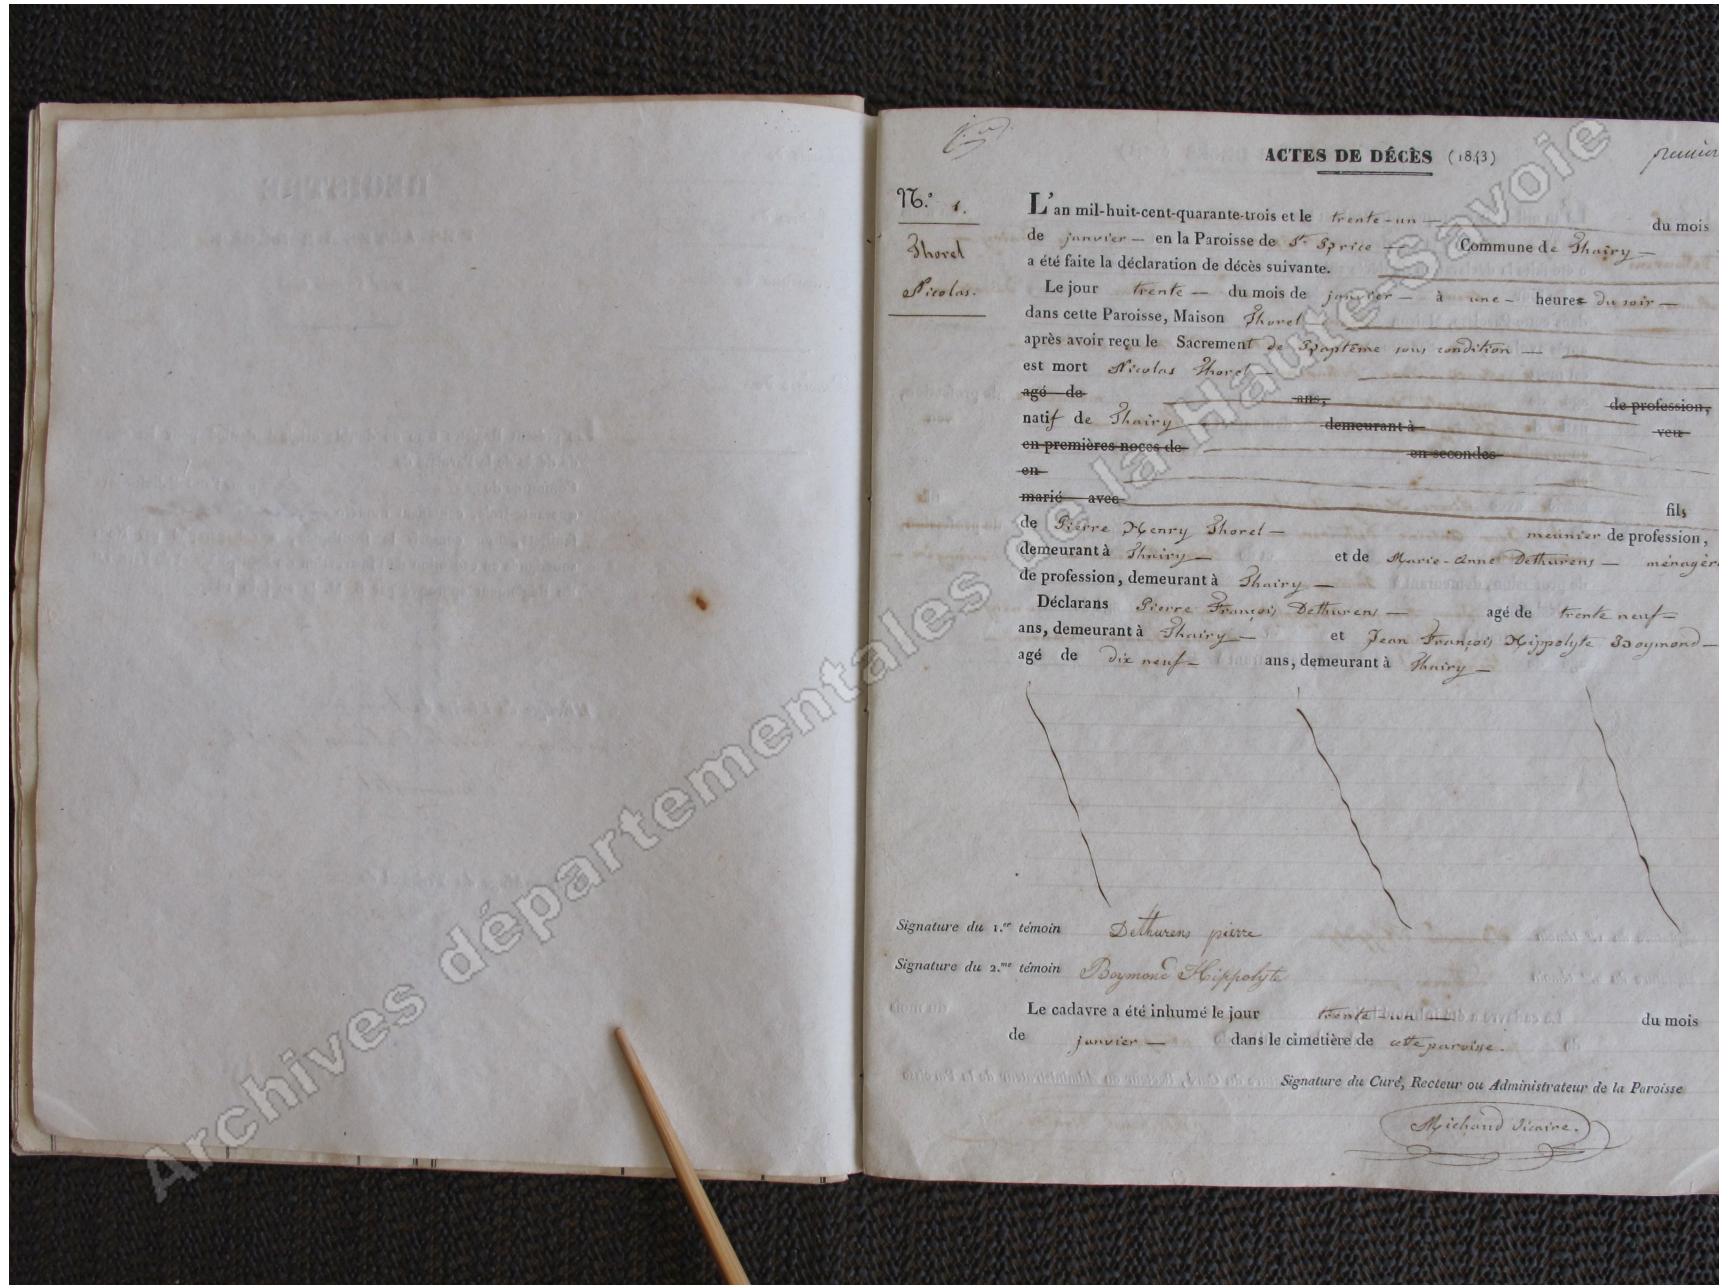 ACTES DE DÉCÈS (1843)
premier
N.° 1.
Thorel
Nicolas.
L'an mil-huit-cent-quarante-trois et le trente-un — du mois
de janvier — en la Paroisse de St Brice — Commune de Thairy —
a été faite la déclaration de décès suivante.
Le jour trente — du mois de janvier — à une — heures du soir —
dans cette Paroisse, Maison Thorel
après avoir reçu le Sacrement de Baptême sous condition —
est mort Nicolas Thorel —
agé de ans, de profession,
natif de Thairy demeurant à veu
en premières noces de en secondes
en
marié avec fils
de Pierre Henry Thorel — meunier de profession,
demeurant à Thairy — et de Marie-Anne Dethurens — ménagère
de profession, demeurant à Thairy —
Déclarans Pierre François Dethurens — agé de trente neuf —
ans, demeurant à Thairy — et Jean François Hippolyte Boymond —
agé de dix neuf — ans, demeurant à Thairy —
Signature du 1.er témoin Dethurens pierre
Signature du 2.me témoin Boymond Hippolyte
Le cadavre a été inhumé le jour trente-un — du mois
de janvier — dans le cimetière de cette paroisse.
Signature du Curé, Recteur ou Administrateur de la Paroisse
Michaud Vicaire.
Archives départementales de la Haute-Savoie